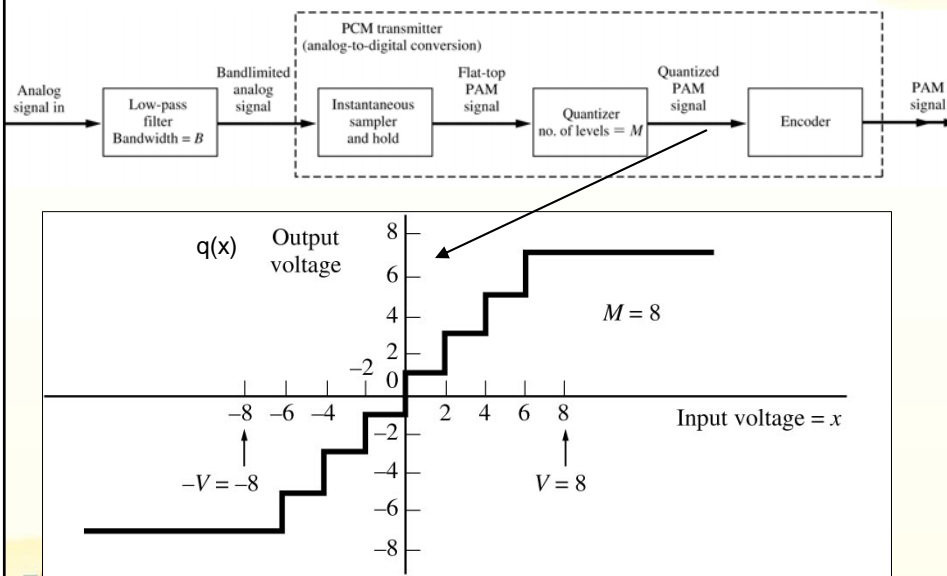 PCM transmitter
(analog-to-digital conversion)
Analog
signal in
Low-pass
filter
Bandwidth = B
Bandlimited
analog
signal
Instantaneous
sampler
and hold
Flat-top
PAM
signal
Quantizer
no. of levels = M
Quantized
PAM
signal
Encoder
PAM
signal
q(x)
Output
voltage
8
6
4
2
0
–2
–8 –6 –4
2 4 6 8
Input voltage = x
–V = –8
V = 8
M = 8
–2
–4
–6
–8